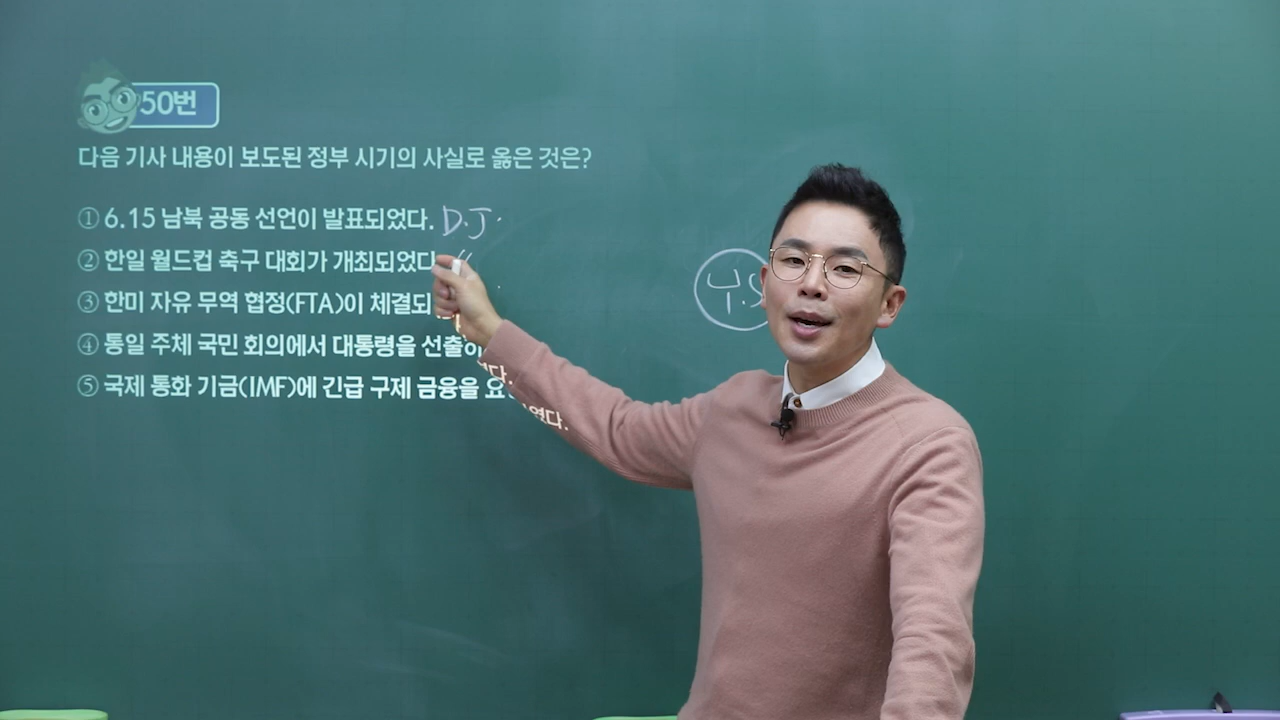 50번
다음 기사 내용이 보도된 정부 시기의 사실로 옳은 것은?
① 6.15 남북 공동 선언이 발표되었다. D.J.
② 한일 월드컵 축구 대회가 개최되었다 〃
③ 한미 자유 무역 협정(FTA)이 체결되
④ 통일 주체 국민 회의에서 대통령을 선출하
다.
⑤ 국제 통화 기금(IMF)에 긴급 구제 금융을 요
였다.
Y.S